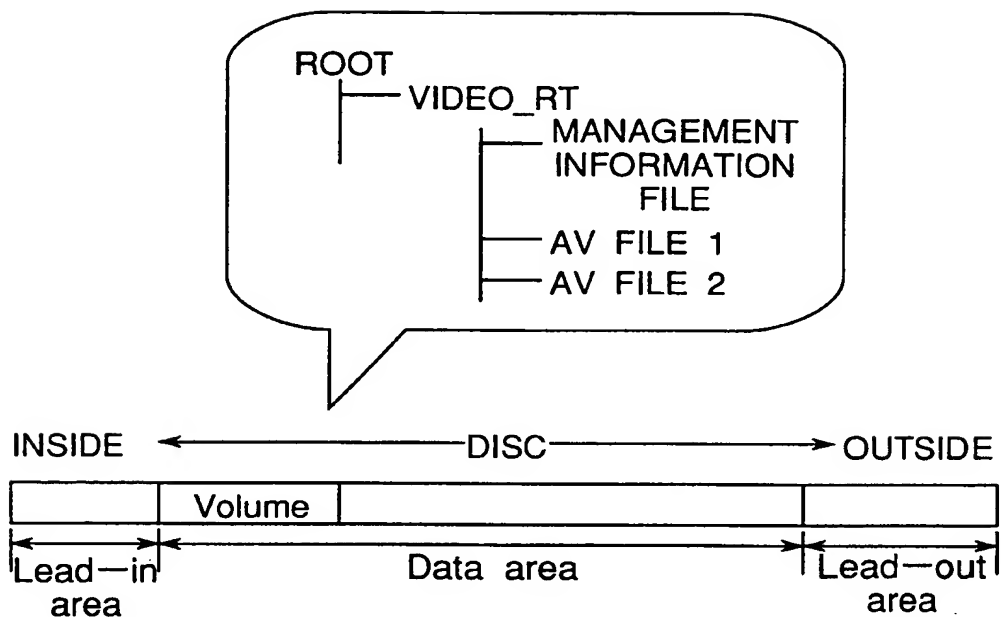 ROOT
VIDEO_RT
MANAGEMENT
INFORMATION
FILE
AV FILE 1
AV FILE 2
INSIDE
DISC
OUTSIDE
Volume
Lead-in
area
Data area
Lead-out
area